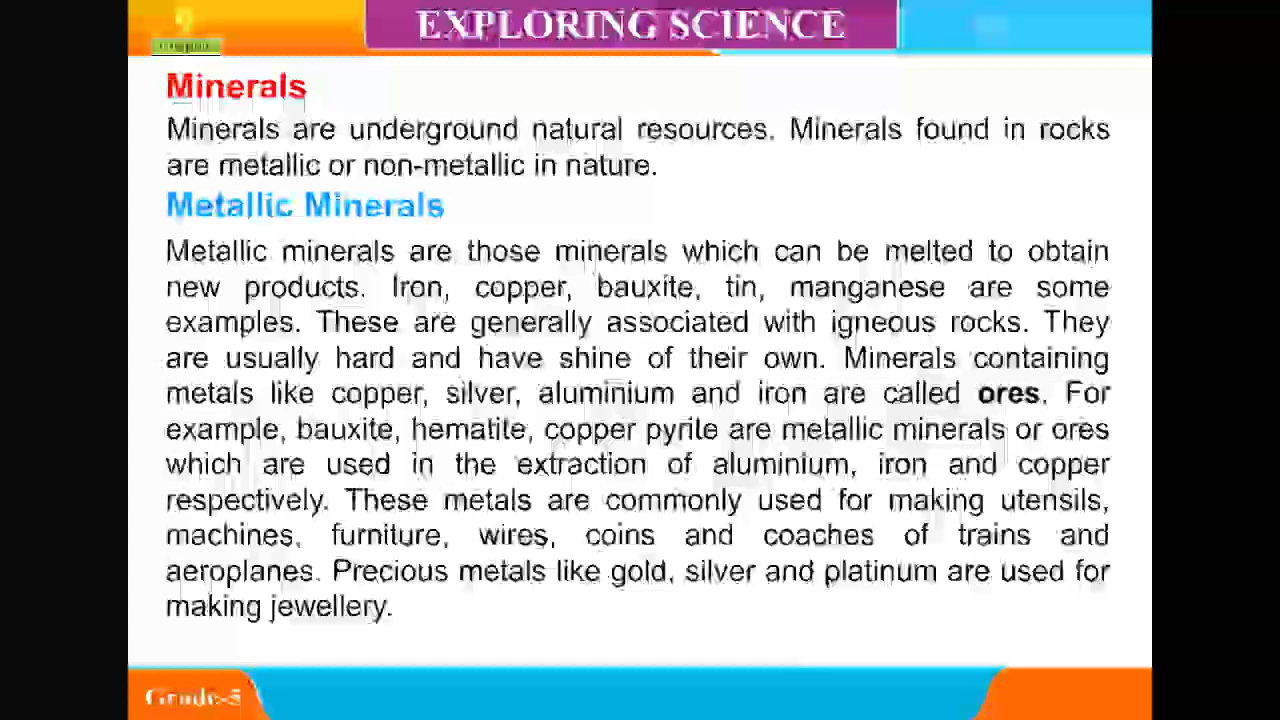 EXPLORING SCIENCE
Minerals
Minerals are underground natural resources. Minerals found in rocks
are metallic or non-metallic in nature.
Metallic Minerals
Metallic minerals are those minerals which can be melted to obtain
new products. Iron, copper, bauxite, tin, manganese are some
examples. These are generally associated with igneous rocks. They
are usually hard and have shine of their own. Minerals containing
metals like copper, silver, aluminium and iron are called ores. For
example, bauxite, hematite, copper pyrite are metallic minerals or ores
which are used in the extraction of aluminium, iron and copper
respectively. These metals are commonly used for making utensils,
machines, furniture, wires, coins and coaches of trains and
aeroplanes. Precious metals like gold, silver and platinum are used for
making jewellery.
Grade-5